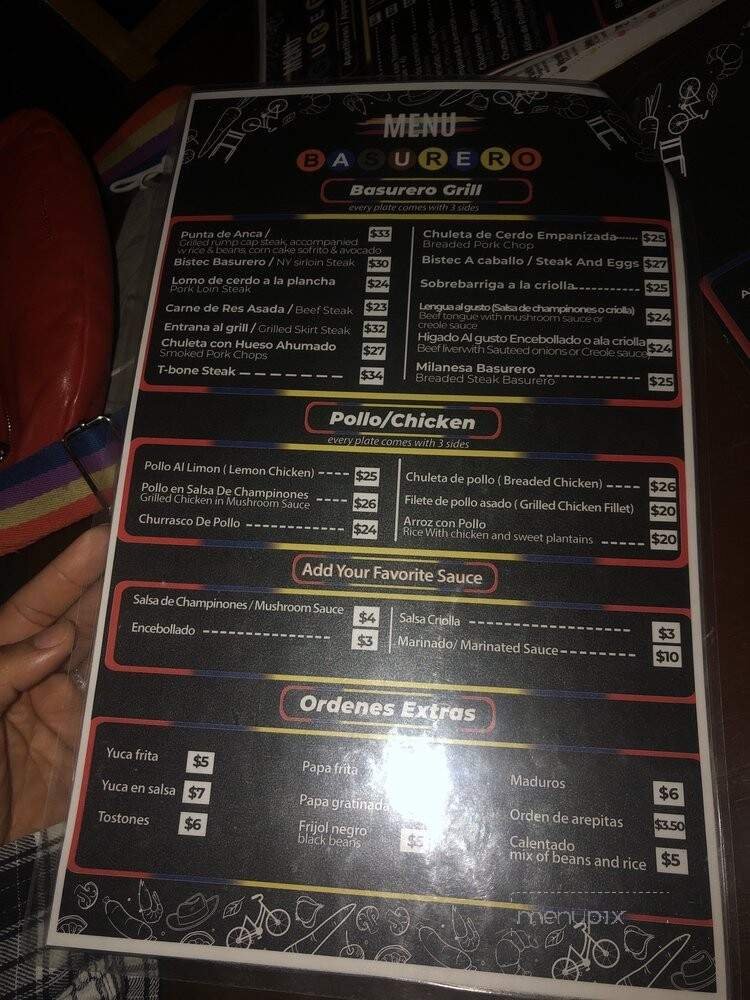 MENU
BASURERO
Basurero Grill
every plate comes with 3 sides
Punta de Anca / $33
Grilled rump cap steak, accompanied
w rice & beans, corn cake sofrito & avocado
Bistec Basurero / NY sirloin Steak $30
Lomo de cerdo a la plancha $24
Pork Loin Steak
Carne de Res Asada / Beef Steak $23
Entrana al grill / Grilled Skirt Steak $32
Chuleta con Hueso Ahumado $27
Smoked Pork Chops
T-bone Steak $34
Chuleta de Cerdo Empanizada $25
Breaded Pork Chop
Bistec A caballo / Steak And Eggs $27
Sobrebarriga a la criolla $25
Lengua al gusto (Salsa de champinones o criolla)
Beef tongue with mushroom sauce or $24
creole sauce
Higado Al gusto Encebollado o ala criolla $24
Beef liverwith Sauteed onions or Creole sauce
Milanesa Basurero $25
Breaded Steak Basurero
Pollo/Chicken
every plate comes with 3 sides
Pollo Al Limon ( Lemon Chicken) $25
Pollo en Salsa De Champinones $26
Grilled Chicken in Mushroom Sauce
Churrasco De Pollo $24
Chuleta de pollo ( Breaded Chicken) $26
Filete de pollo asado ( Grilled Chicken Fillet) $20
Arroz con Pollo
Rice With chicken and sweet plantains $20
Add Your Favorite Sauce
Salsa de Champinones / Mushroom Sauce $4
Encebollado $3
Salsa Criolla $3
Marinado/ Marinated Sauce $10
Ordenes Extras
Yuca frita $5
Yuca en salsa $7
Tostones $6
Papa frita
Papa gratinada
Frijol negro $5
black beans
Maduros $6
Orden de arepitas $3.50
Calentado
mix of beans and rice $5
menupix